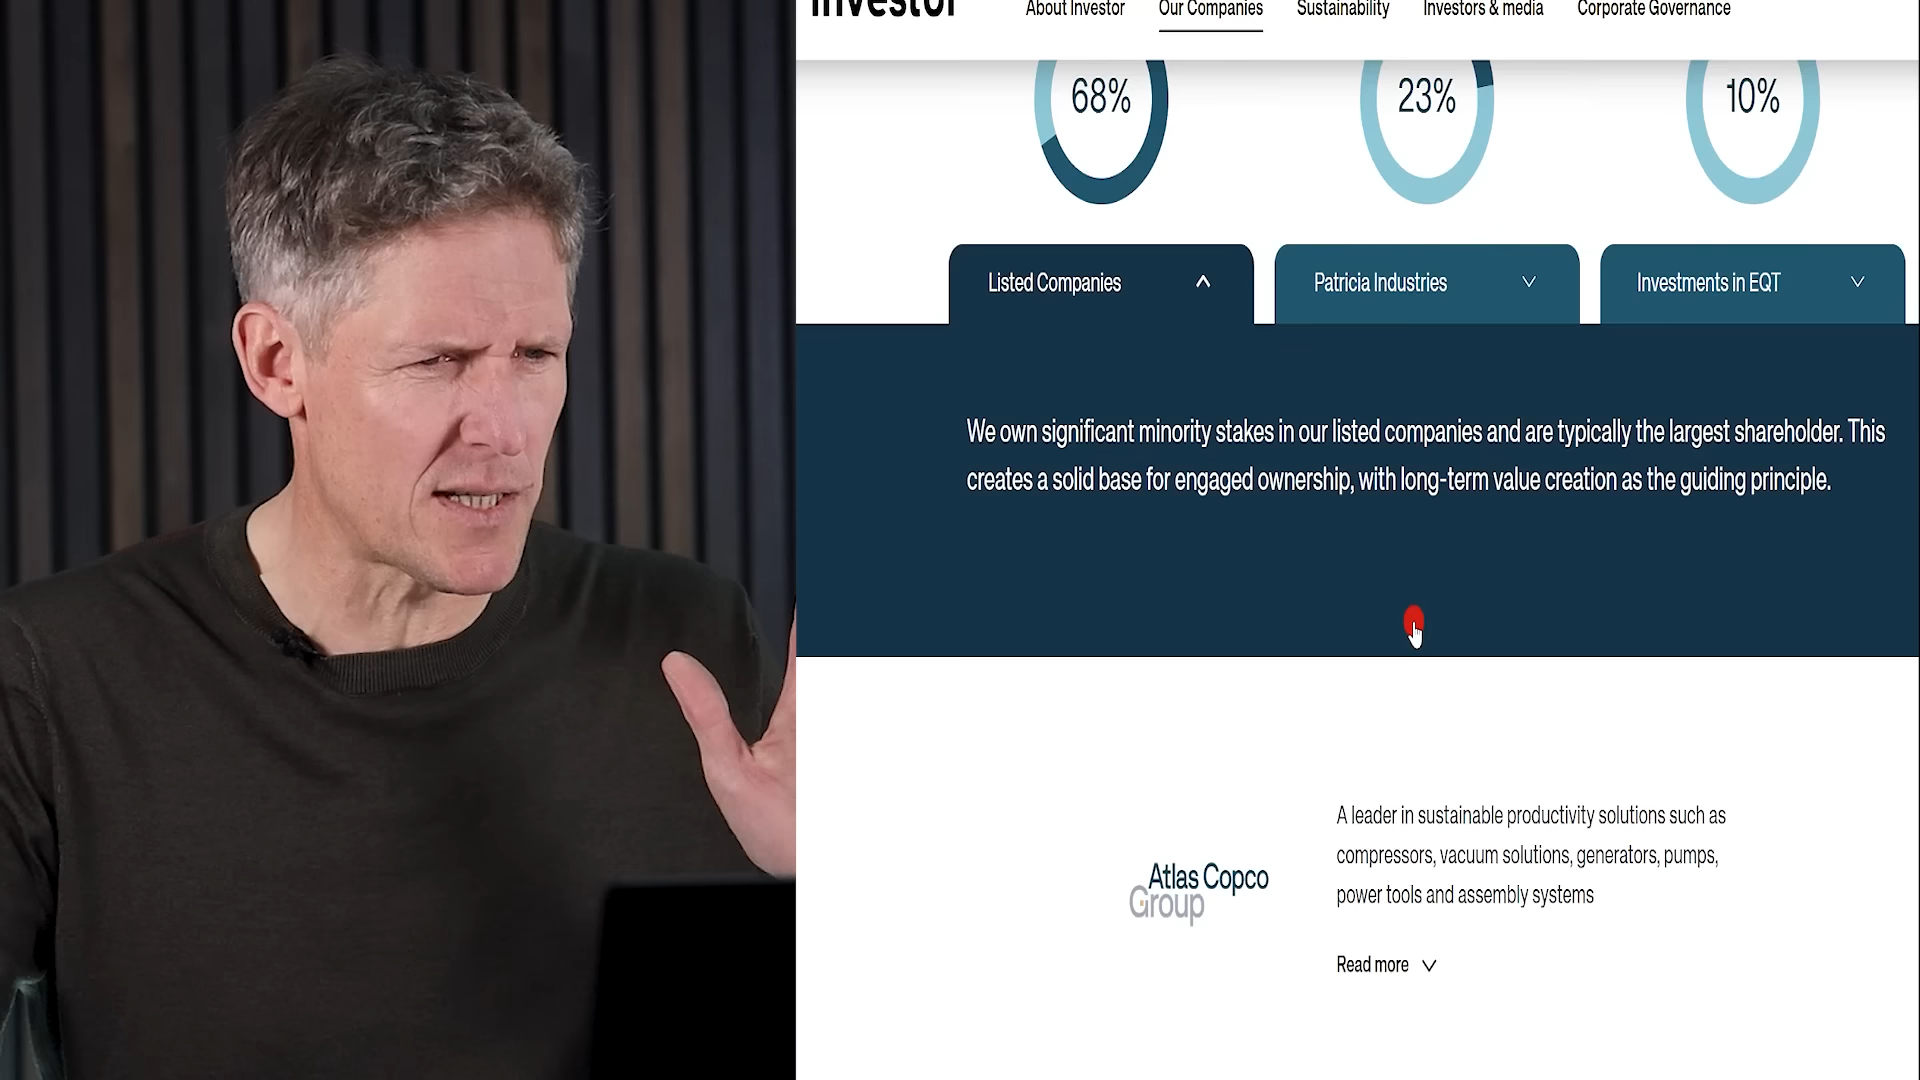 Investor
About Investor
Our Companies
Sustainability
Investors & media
Corporate Governance
68%
23%
10%
Listed Companies
Patricia Industries
Investments in EQT
We own significant minority stakes in our listed companies and are typically the largest shareholder. This
creates a solid base for engaged ownership, with long-term value creation as the guiding principle.
A leader in sustainable productivity solutions such as
compressors, vacuum solutions, generators, pumps,
power tools and assembly systems
Atlas Copco
Group
Read more